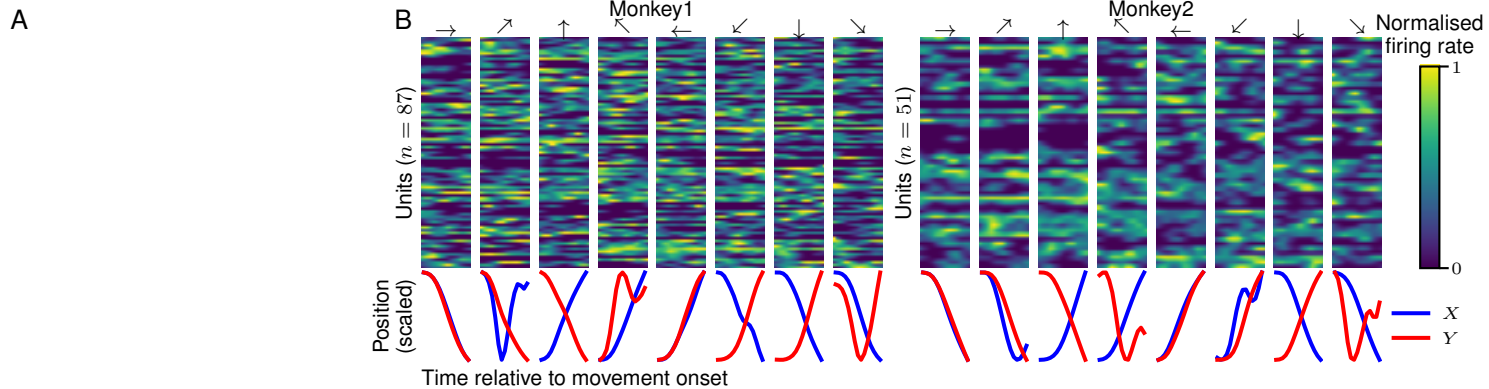 A
B
Monkey1
Monkey2
→ ↗ ↑ ↖ ← ↙ ↓ ↘
→ ↗ ↑ ↖ ← ↙ ↓ ↘
Normalised
firing rate
1
0
Units (n = 87)
Units (n = 51)
Position
(scaled)
X
Y
Time relative to movement onset